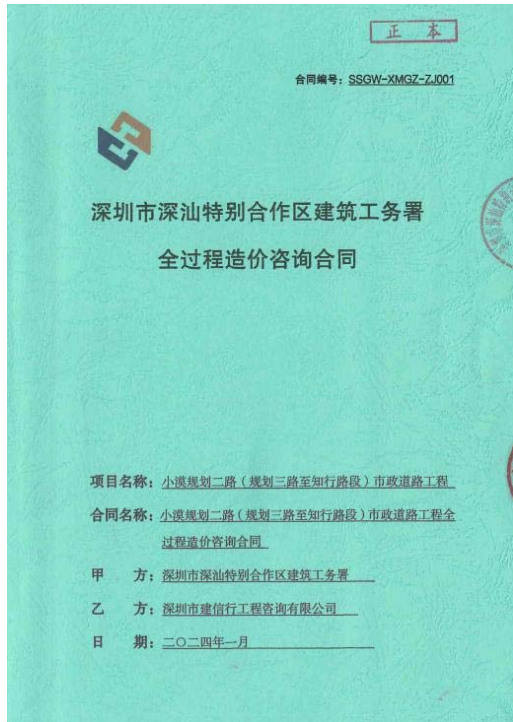 正 本
合同编号：SSGW-XMGZ-ZJ001
深圳市深汕特别合作区建筑工务署
全过程造价咨询合同
项目名称：小漠规划二路（规划三路至知行路段）市政道路工程
合同名称：小漠规划二路（规划三路至知行路段）市政道路工程全
过程造价咨询合同
甲 方：深圳市深汕特别合作区建筑工务署
乙 方：深圳市建信行工程咨询有限公司
日 期：二〇二四年一月